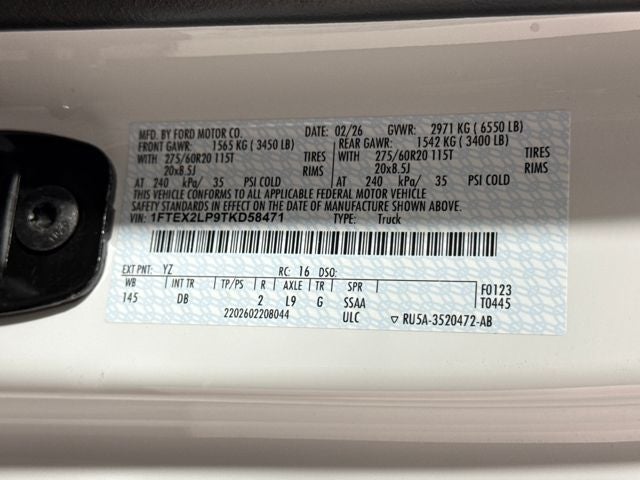 MFD. BY FORD MOTOR CO. DATE: 02/26 GVWR: 2971 KG ( 6550 LB)
FRONT GAWR: 1565 KG ( 3450 LB) REAR GAWR: 1542 KG ( 3400 LB)
WITH 275/60R20 115T TIRES WITH 275/60R20 115T TIRES
20x8.5J RIMS 20x8.5J RIMS
AT 240 kPa/ 35 PSI COLD AT 240 kPa/ 35 PSI COLD
THIS VEHICLE CONFORMS TO ALL APPLICABLE FEDERAL MOTOR VEHICLE
SAFETY STANDARDS IN EFFECT ON THE DATE OF MANUFACTURE SHOWN ABOVE.
VIN: 1FTEX2LP9TKD58471 TYPE: Truck
EXT PNT: YZ RC: 16 DSO:
WB INT TR TP/PS R AXLE TR SPR F0123
145 DB 2 L9 G SSAA T0445
2202602208044 ULC ▽ RU5A-3520472-AB